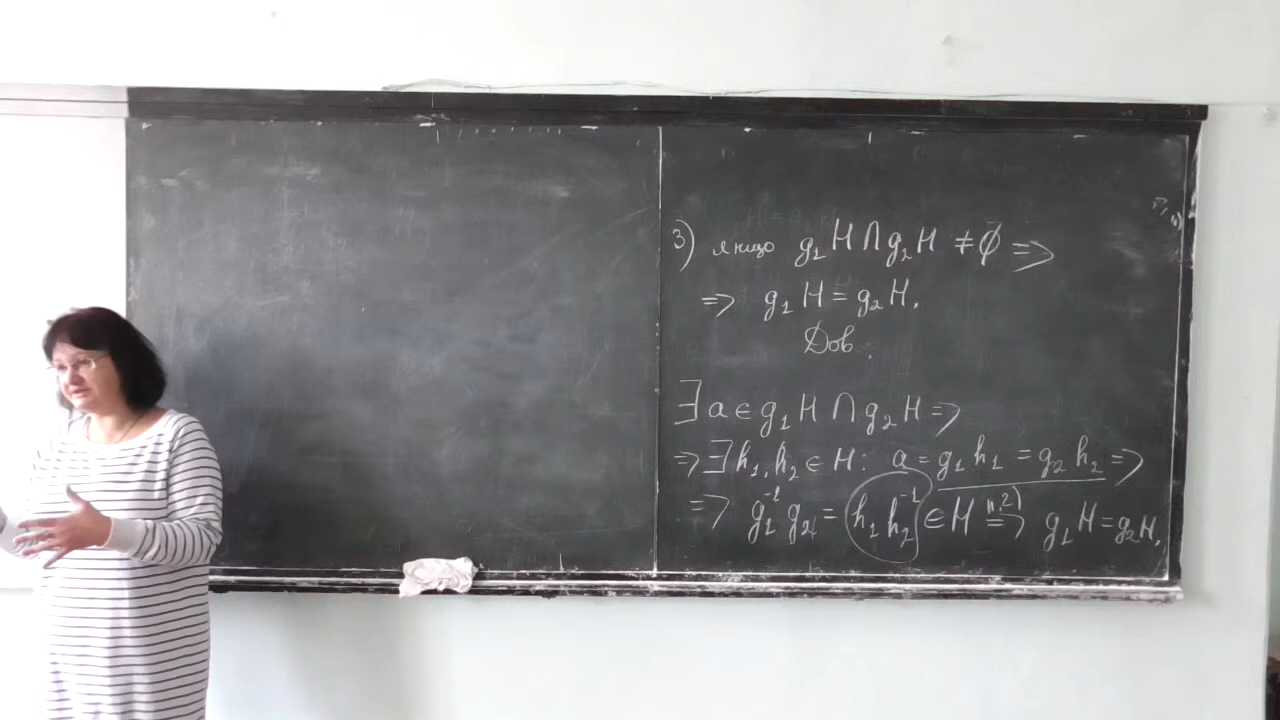 3) якщо g₁H ∩ g₂H ≠ ∅ =>
=> g₁H = g₂H.
Дов.
∃ a ∈ g₁H ∩ g₂H =>
=> ∃ h₁, h₂ ∈ H: a = g₁h₁ = g₂h₂ =>
=> g₁⁻¹g₂ = h₁h₂⁻¹ ∈ H =>(п.2) g₁H = g₂H.